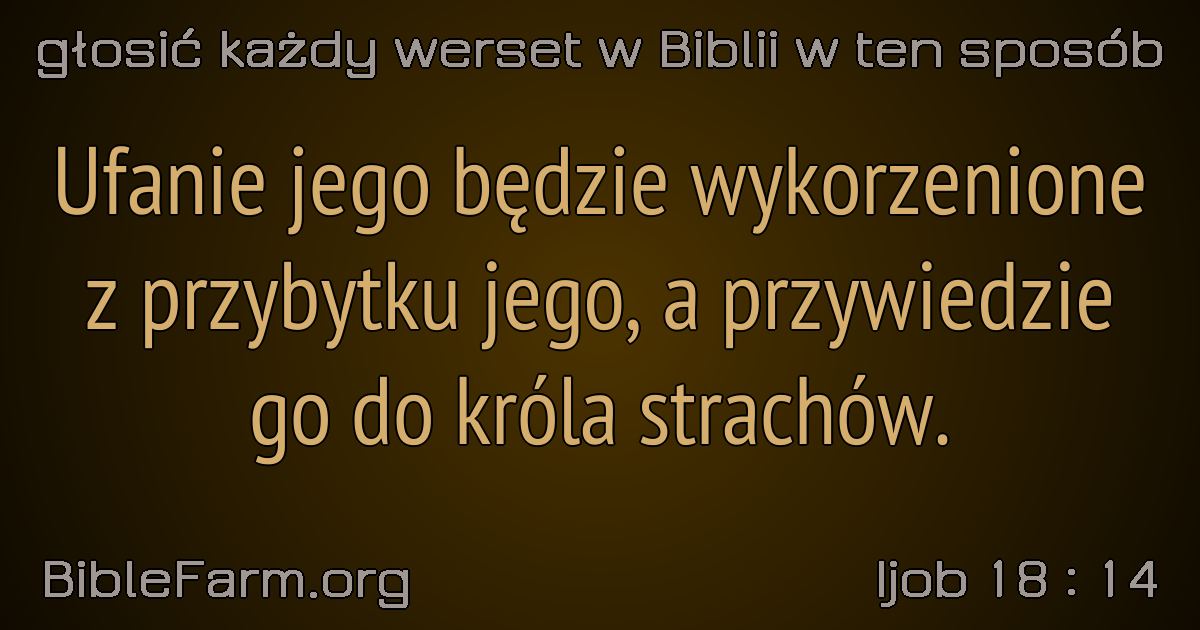 głosić każdy werset w Biblii w ten sposób
Ufanie jego będzie wykorzenione
z przybytku jego, a przywiedzie
go do króla strachów.
BibleFarm.org
Ijob 18 : 14